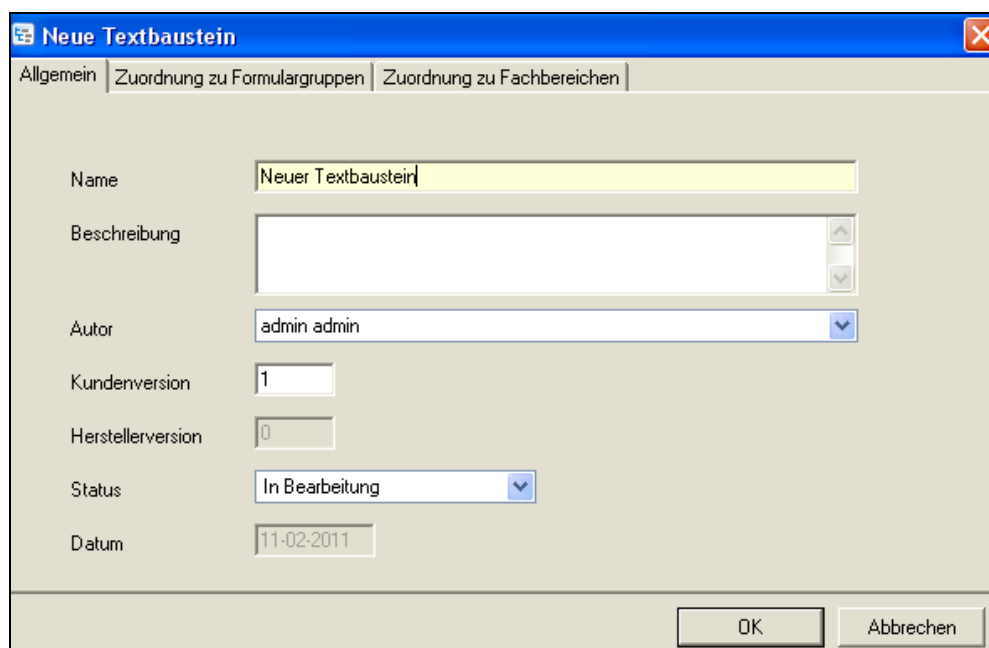 Neue Textbaustein
Allgemein Zuordnung zu Formulargruppen Zuordnung zu Fachbereichen
Name Neuer Textbaustein
Beschreibung
Autor admin admin
Kundenversion 1
Herstellerversion 0
Status In Bearbeitung
Datum 11-02-2011
OK Abbrechen